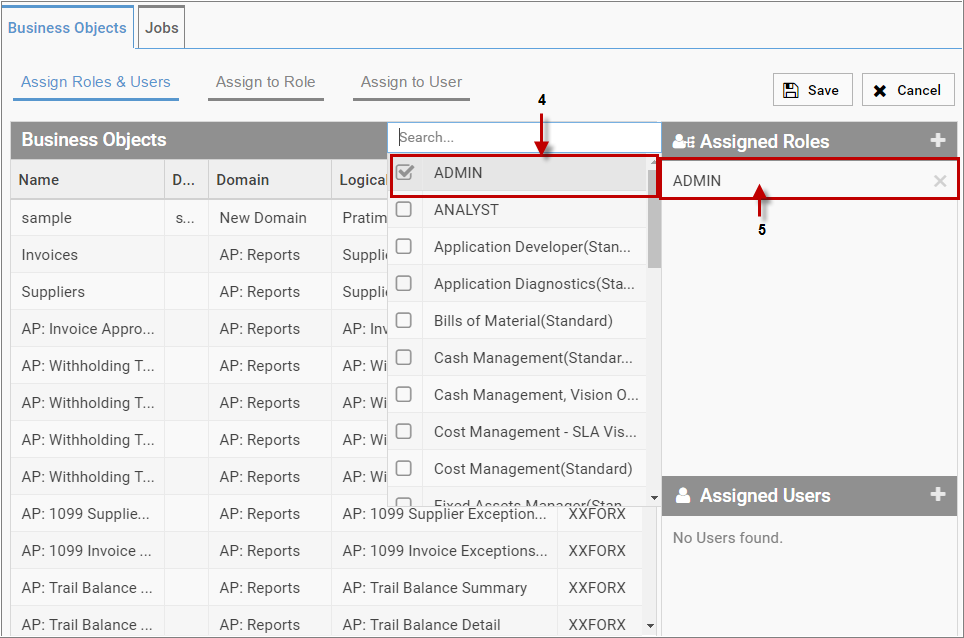 Business Objects Jobs
Assign Roles & Users Assign to Role Assign to User
Save Cancel
4
Business Objects
Search...
Assigned Roles
Name D... Domain Logical
ADMIN
ADMIN
5
sample s... New Domain Pratim
ANALYST
Invoices AP: Reports Supplie
Application Developer(Stan...
Suppliers AP: Reports Supplie
Application Diagnostics(Sta...
AP: Invoice Appro... AP: Reports AP: Inv
Bills of Material(Standard)
AP: Withholding T... AP: Reports AP: Wi
Cash Management(Standar...
AP: Withholding T... AP: Reports AP: Wi
Cash Management, Vision O...
AP: Withholding T... AP: Reports AP: Wi
Cost Management - SLA Vis...
AP: Withholding T... AP: Reports AP: Wi
Cost Management(Standard)
Fixed Assets Manager(Stan
Assigned Users
No Users found.
AP: 1099 Supplie... AP: Reports AP: 1099 Supplier Exception... XXFORX
AP: 1099 Invoice ... AP: Reports AP: 1099 Invoice Exceptions... XXFORX
AP: Trail Balance ... AP: Reports AP: Trail Balance Summary XXFORX
AP: Trail Balance ... AP: Reports AP: Trail Balance Detail XXFORX